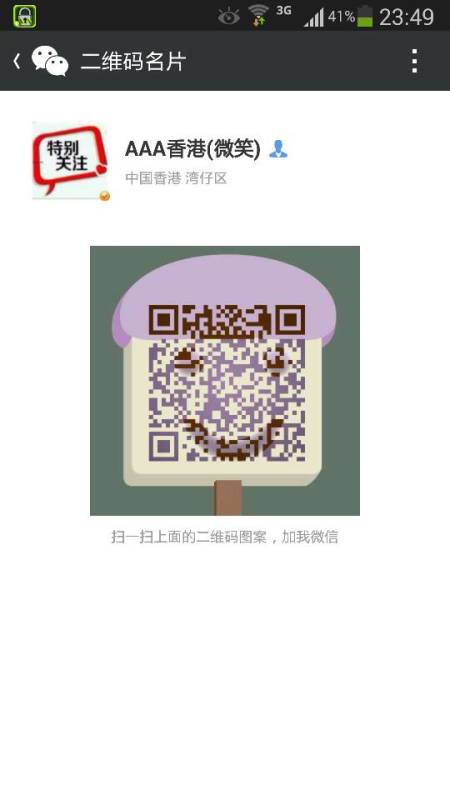 3G 41% 23:49
二维码名片
特别
关注
AAA香港(微笑)
中国香港 湾仔区
扫一扫上面的二维码图案，加我微信